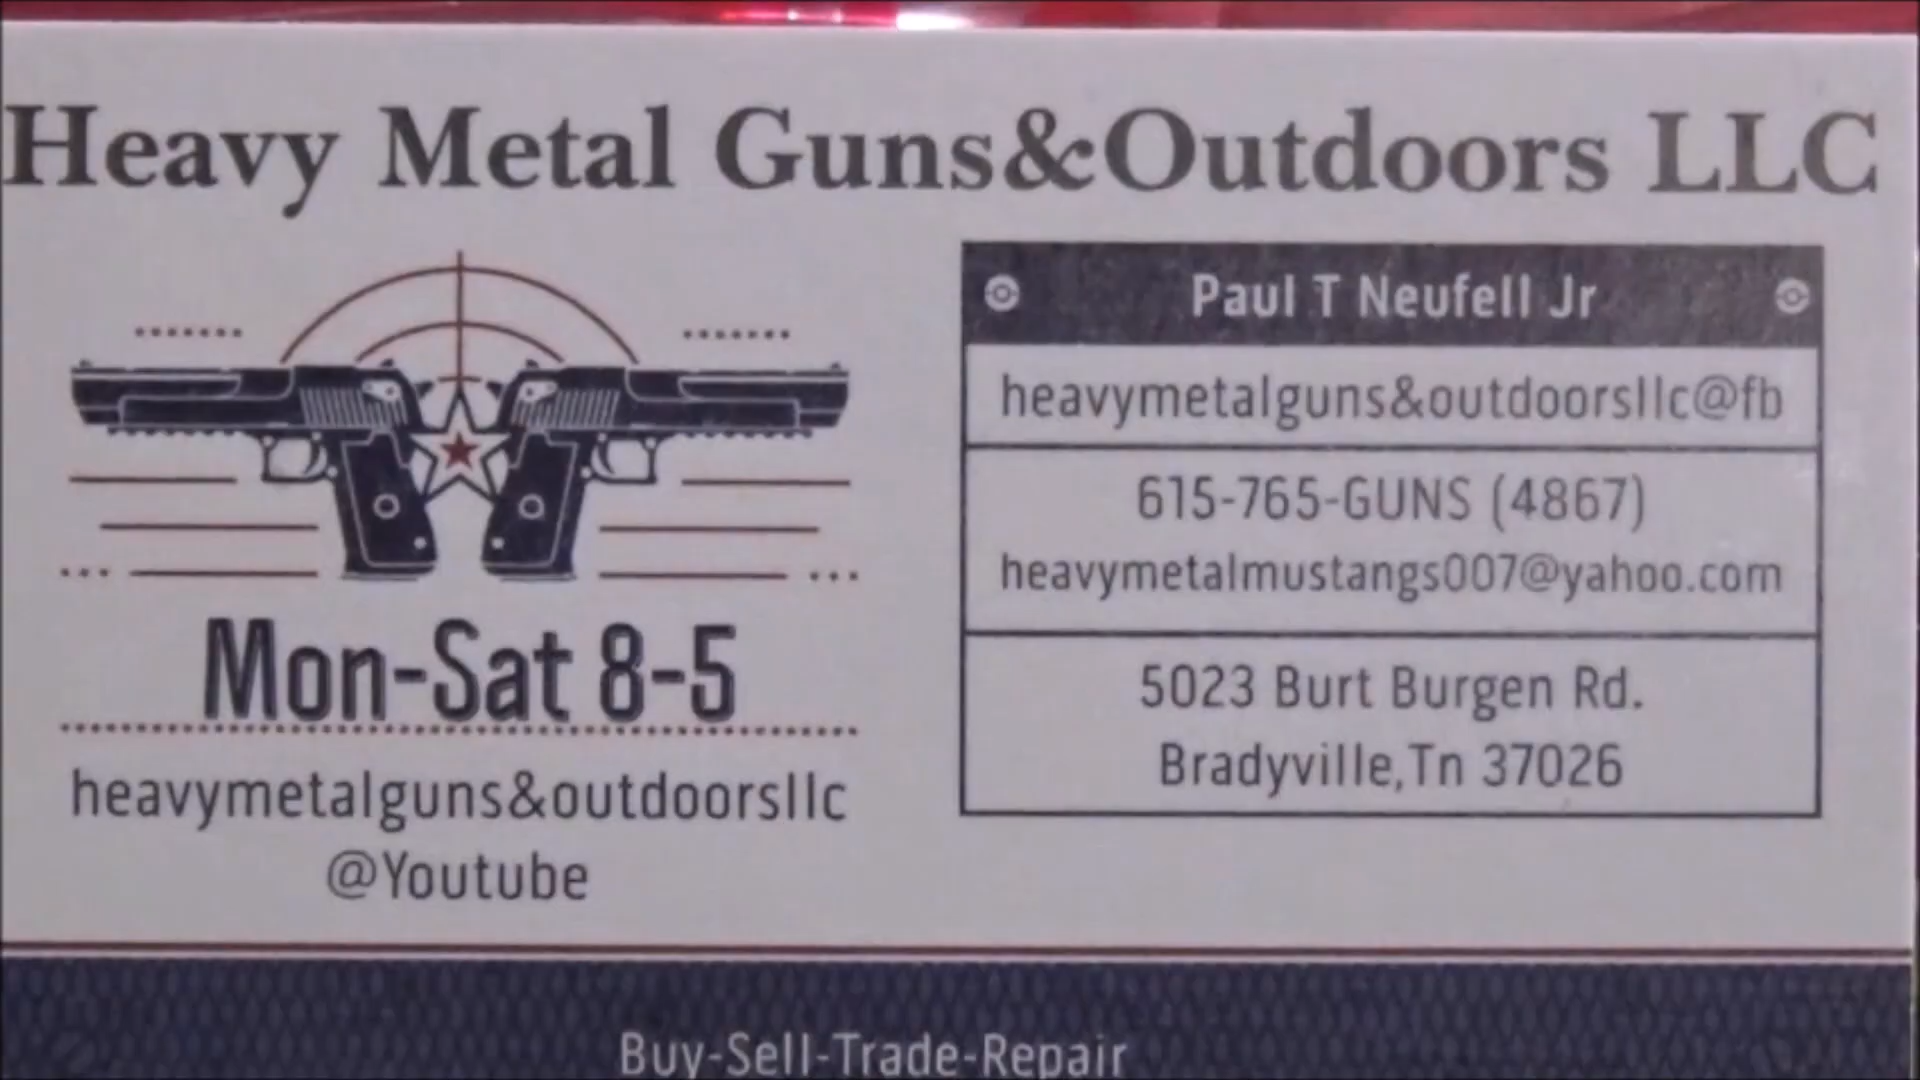 Heavy Metal Guns&Outdoors LLC
Mon-Sat 8-5
heavymetalguns&outdoorsllc
@Youtube
Paul T Neufell Jr
heavymetalguns&outdoorsllc@fb
615-765-GUNS (4867)
heavymetalmustangs007@yahoo.com
5023 Burt Burgen Rd.
Bradyville,Tn 37026
Buy-Sell-Trade-Repair